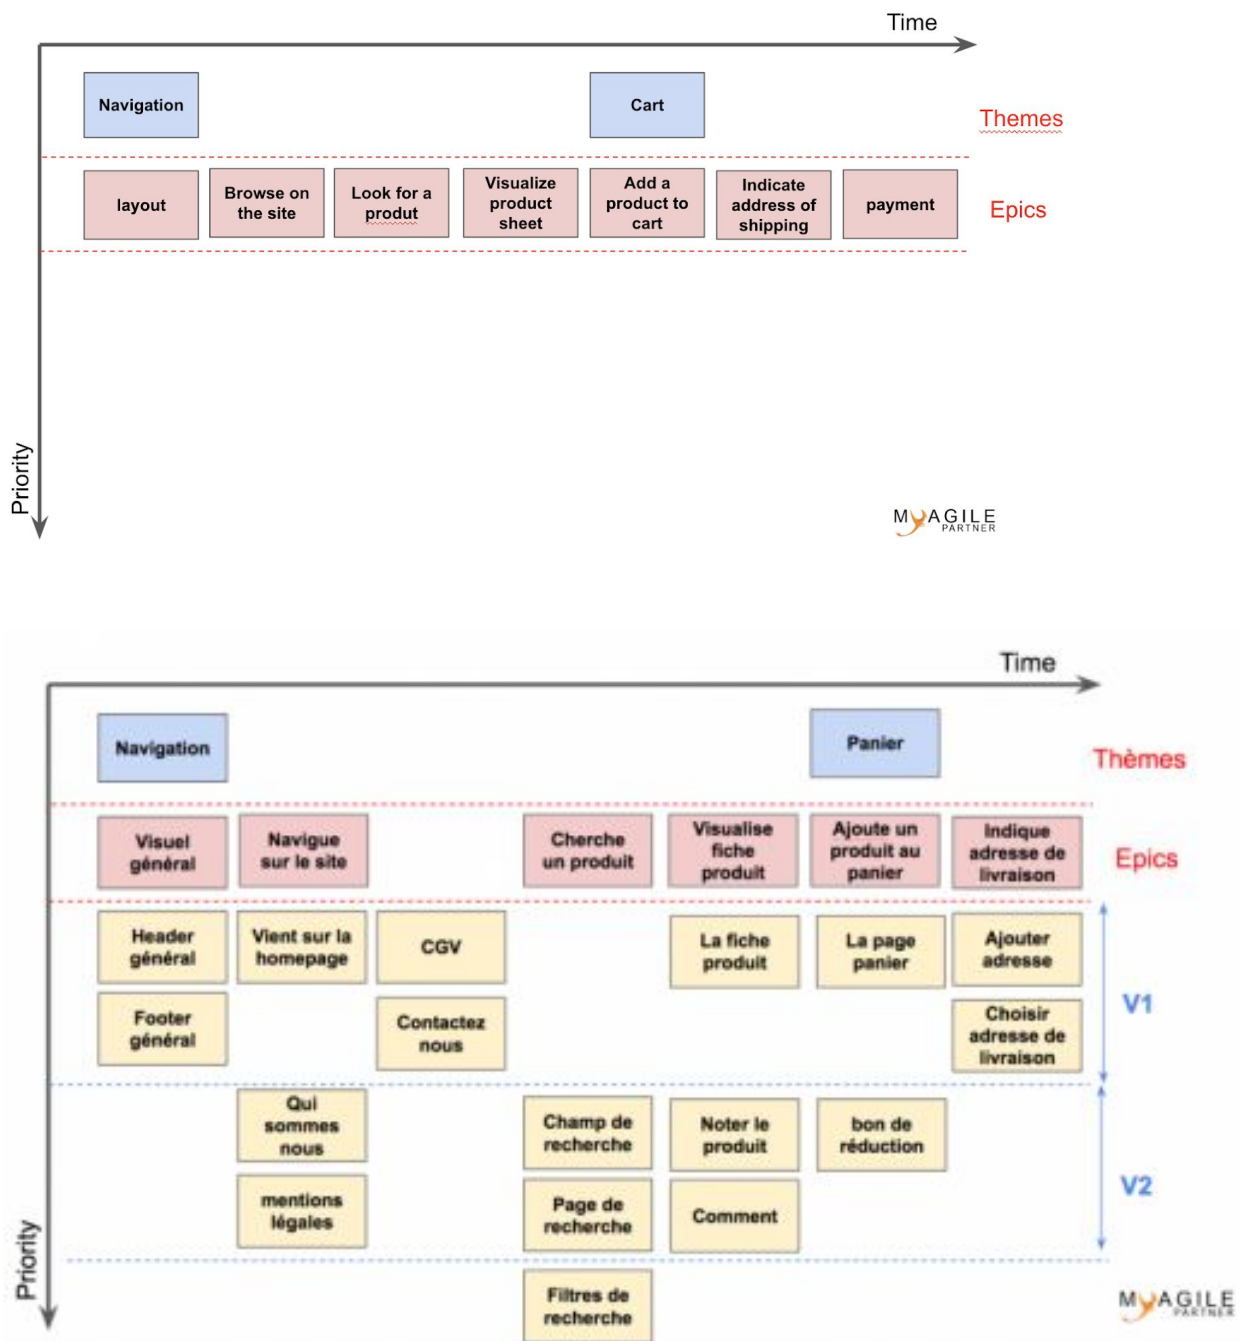 Time
Navigation
Cart
Themes
layout
Browse on
the site
Look for a
produt
Visualize
product
sheet
Add a
product to
cart
Indicate
address of
shipping
payment
Epics
Priority
MYAGILE
PARTNER
Time
Navigation
Panier
Thèmes
Visuel
général
Navigue
sur le site
Cherche
un produit
Visualise
fiche
produit
Ajoute un
produit au
panier
Indique
adresse de
livraison
Epics
Header
général
Vient sur la
homepage
CGV
La fiche
produit
La page
panier
Ajouter
adresse
Footer
général
Contactez
nous
Choisir
adresse de
livraison
V1
Qui
sommes
nous
Champ de
recherche
Noter le
produit
bon de
réduction
mentions
légales
Page de
recherche
Comment
V2
Filtres de
recherche
Priority
MYAGILE
PARTNER